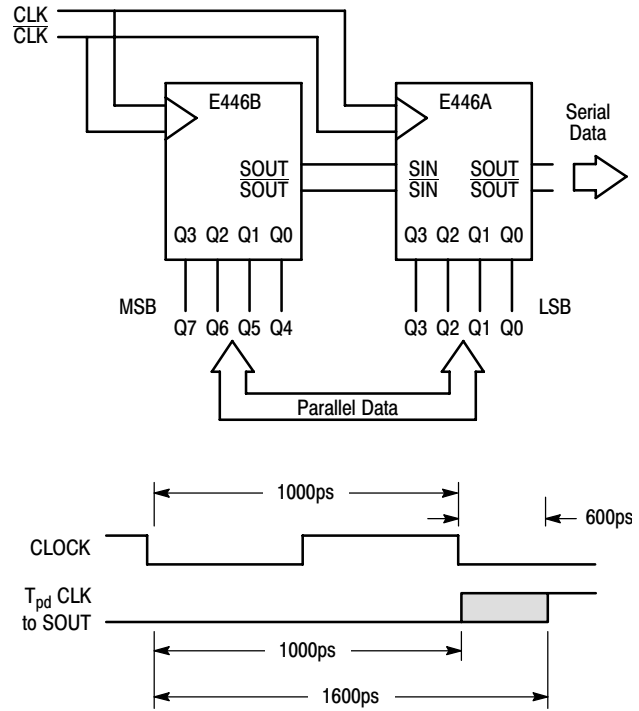 CLK
CLK
E446B
E446A
Serial
Data
SOUT
SOUT
SIN
SIN
SOUT
SOUT
Q3 Q2 Q1 Q0
Q3 Q2 Q1 Q0
MSB
LSB
Q7 Q6 Q5 Q4
Q3 Q2 Q1 Q0
Parallel Data
1000ps
600ps
CLOCK
Tpd CLK
to SOUT
1000ps
1600ps